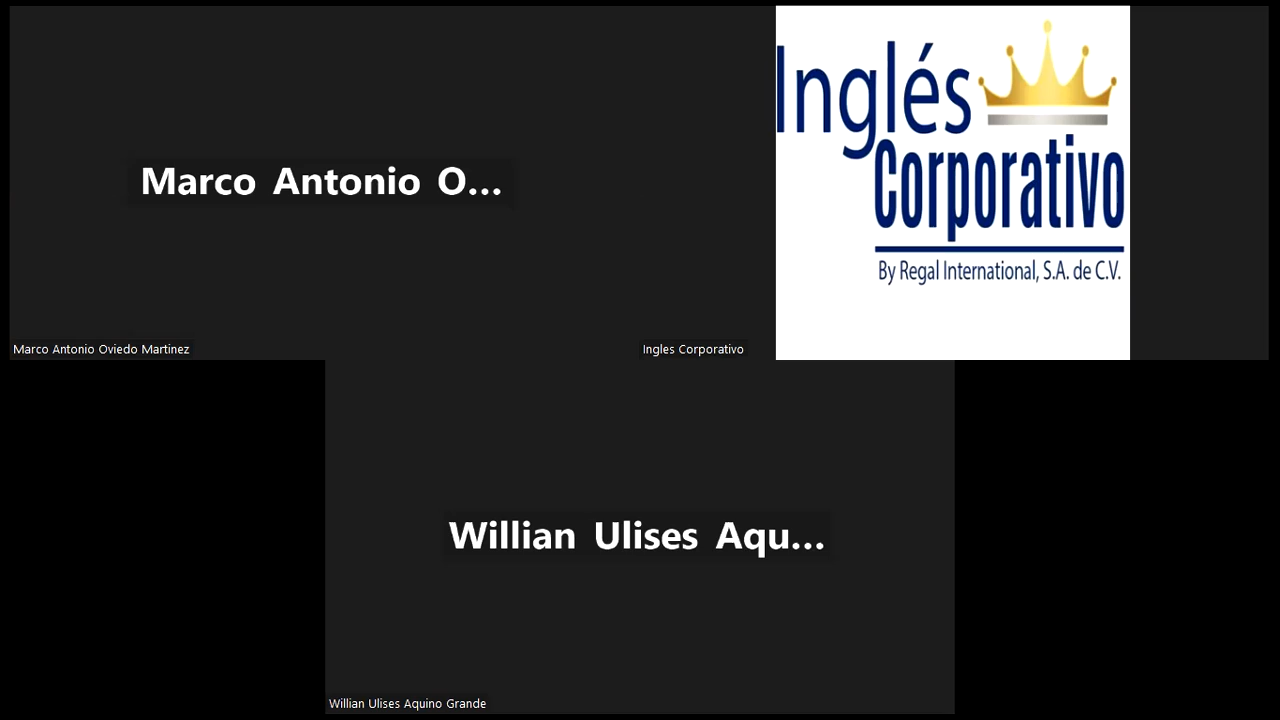 Marco Antonio O...
Marco Antonio Oviedo Martinez
Inglés
Corporativo
By Regal International, S.A. de C.V.
Ingles Corporativo
Willian Ulises Aqu...
Willian Ulises Aquino Grande